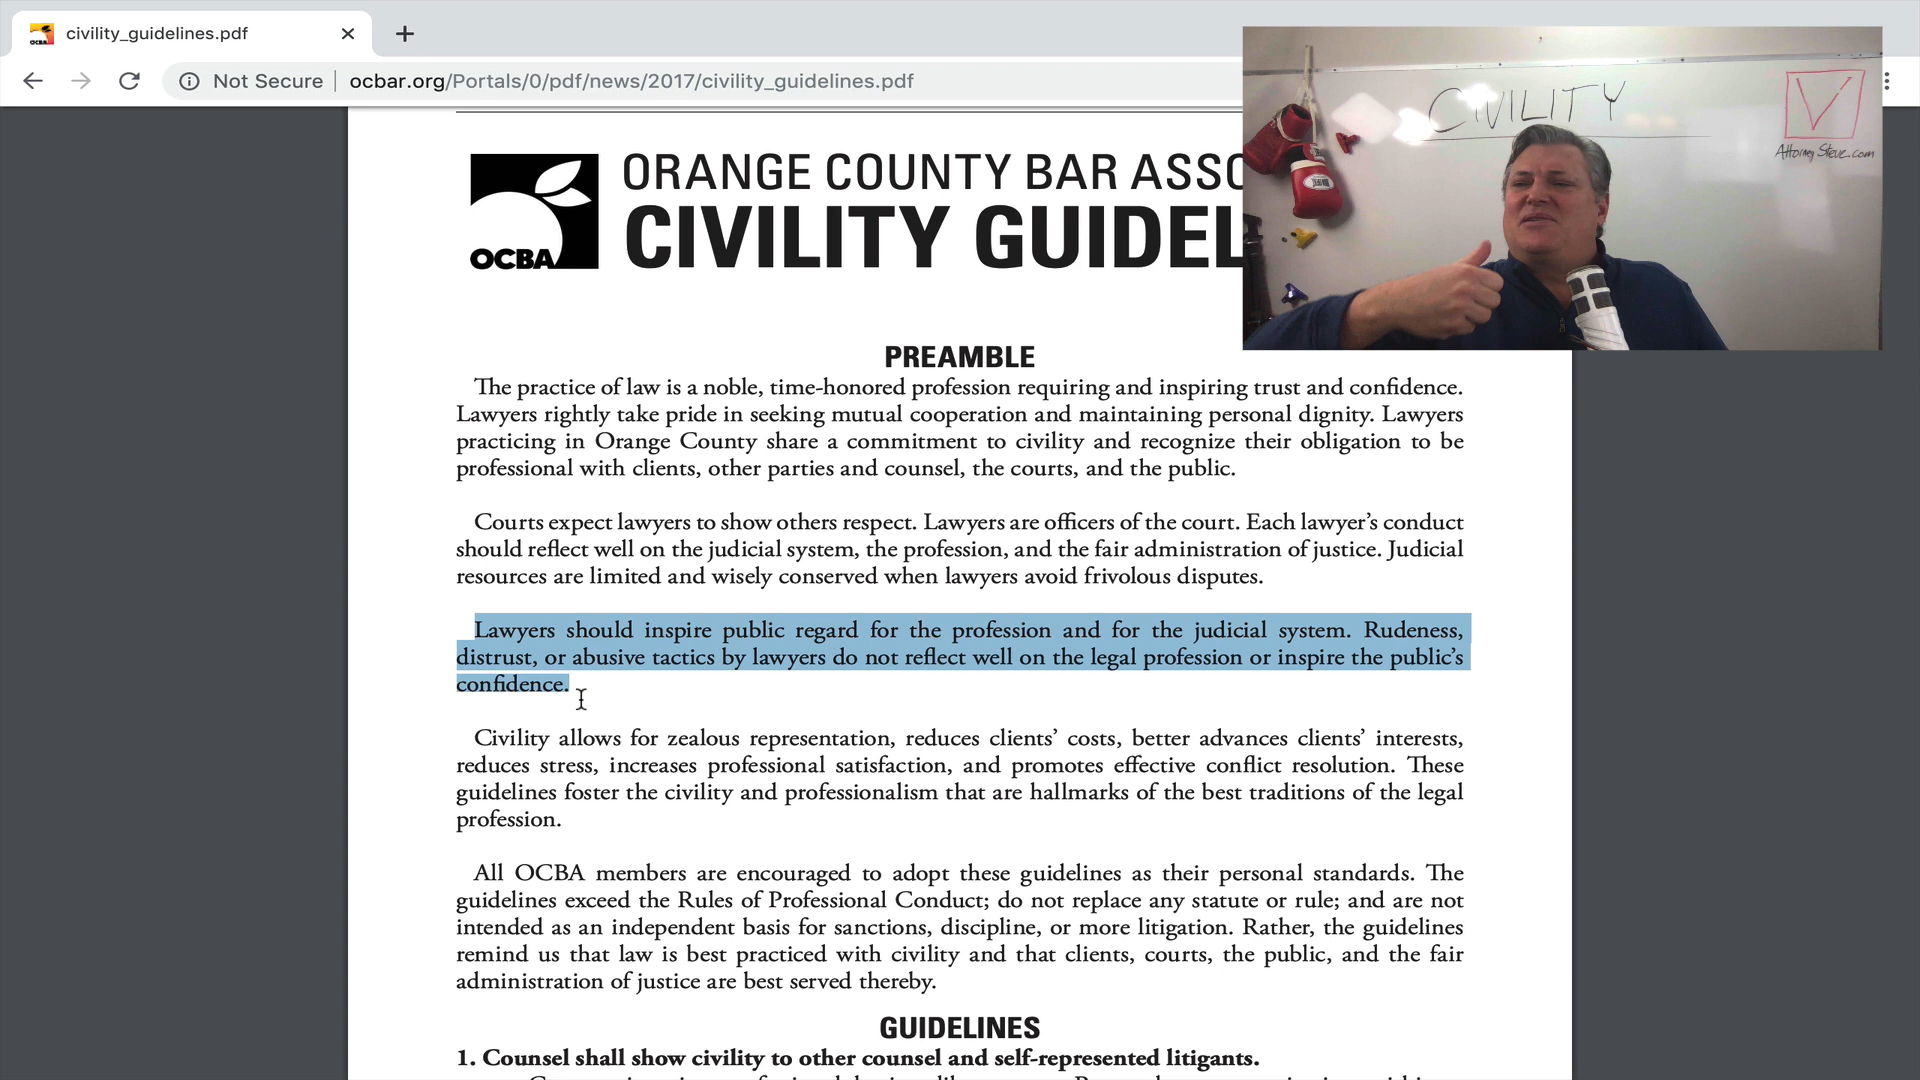 civility_guidelines.pdf
Not Secure
ocbar.org/Portals/0/pdf/news/2017/civility_guidelines.pdf
OCBA
ORANGE COUNTY BAR ASSO
CIVILITY GUIDEL
CIVILITY
AttorneySteve.com
PREAMBLE
The practice of law is a noble, time-honored profession requiring and inspiring trust and confidence.
Lawyers rightly take pride in seeking mutual cooperation and maintaining personal dignity. Lawyers
practicing in Orange County share a commitment to civility and recognize their obligation to be
professional with clients, other parties and counsel, the courts, and the public.
Courts expect lawyers to show others respect. Lawyers are officers of the court. Each lawyer’s conduct
should reflect well on the judicial system, the profession, and the fair administration of justice. Judicial
resources are limited and wisely conserved when lawyers avoid frivolous disputes.
Lawyers should inspire public regard for the profession and for the judicial system. Rudeness,
distrust, or abusive tactics by lawyers do not reflect well on the legal profession or inspire the public’s
confidence.
Civility allows for zealous representation, reduces clients’ costs, better advances clients’ interests,
reduces stress, increases professional satisfaction, and promotes effective conflict resolution. These
guidelines foster the civility and professionalism that are hallmarks of the best traditions of the legal
profession.
All OCBA members are encouraged to adopt these guidelines as their personal standards. The
guidelines exceed the Rules of Professional Conduct; do not replace any statute or rule; and are not
intended as an independent basis for sanctions, discipline, or more litigation. Rather, the guidelines
remind us that law is best practiced with civility and that clients, courts, the public, and the fair
administration of justice are best served thereby.
GUIDELINES
1. Counsel shall show civility to other counsel and self-represented litigants.